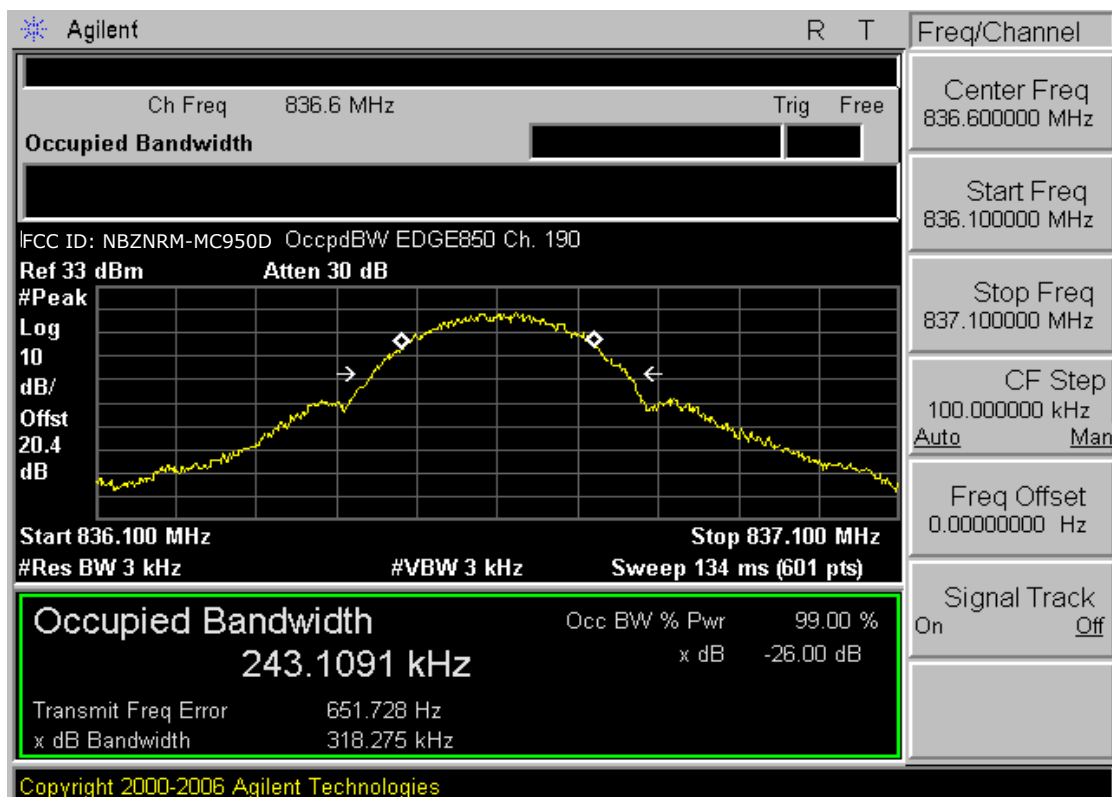 Agilent R T
Ch Freq 836.6 MHz Trig Free
Occupied Bandwidth
FCC ID: NBZNRM-MC950D OccpdBW EDGE850 Ch. 190
Ref 33 dBm Atten 30 dB
#Peak
Log
10
dB/
Offst
20.4
dB
Start 836.100 MHz Stop 837.100 MHz
#Res BW 3 kHz #VBW 3 kHz Sweep 134 ms (601 pts)
Occupied Bandwidth Occ BW % Pwr 99.00 %
243.1091 kHz x dB -26.00 dB
Transmit Freq Error 651.728 Hz
x dB Bandwidth 318.275 kHz
Copyright 2000-2006 Agilent Technologies
Freq/Channel
Center Freq
836.600000 MHz
Start Freq
836.100000 MHz
Stop Freq
837.100000 MHz
CF Step
100.000000 kHz
Auto Man
Freq Offset
0.00000000 Hz
Signal Track
On Off